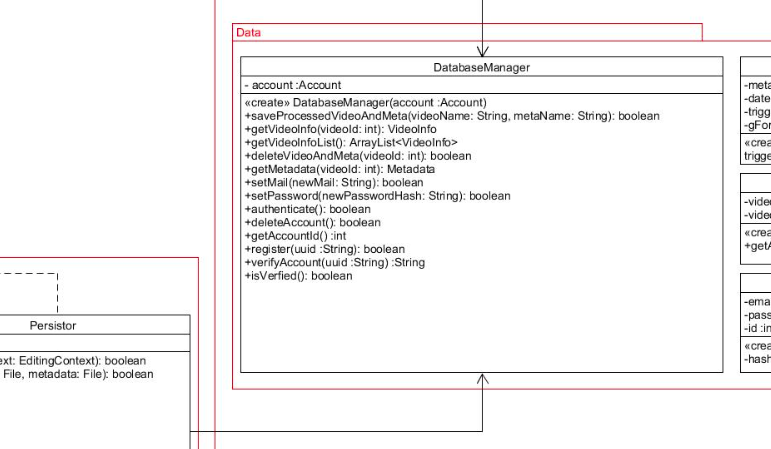 Data
DatabaseManager
- account :Account
«create» DatabaseManager(account :Account)
+saveProcessedVideoAndMeta(videoName: String, metaName: String): boolean
+getVideoInfo(videoId: int): VideoInfo
+getVideoInfoList(): ArrayList<VideoInfo>
+deleteVideoAndMeta(videoId: int): boolean
+getMetadata(videoId: int): Metadata
+setMail(newMail: String): boolean
+setPassword(newPasswordHash: String): boolean
+authenticate(): boolean
+deleteAccount(): boolean
+getAccountId() :int
+register(uuid :String): boolean
+verifyAccount(uuid :String) :String
+isVerfied(): boolean
-meta
-date
-trigg
-gFor
«crea
trigge
-video
-video
«crea
+getA
-ema
-pass
-id :in
«crea
-hash
Persistor
ext: EditingContext): boolean
File, metadata: File): boolean